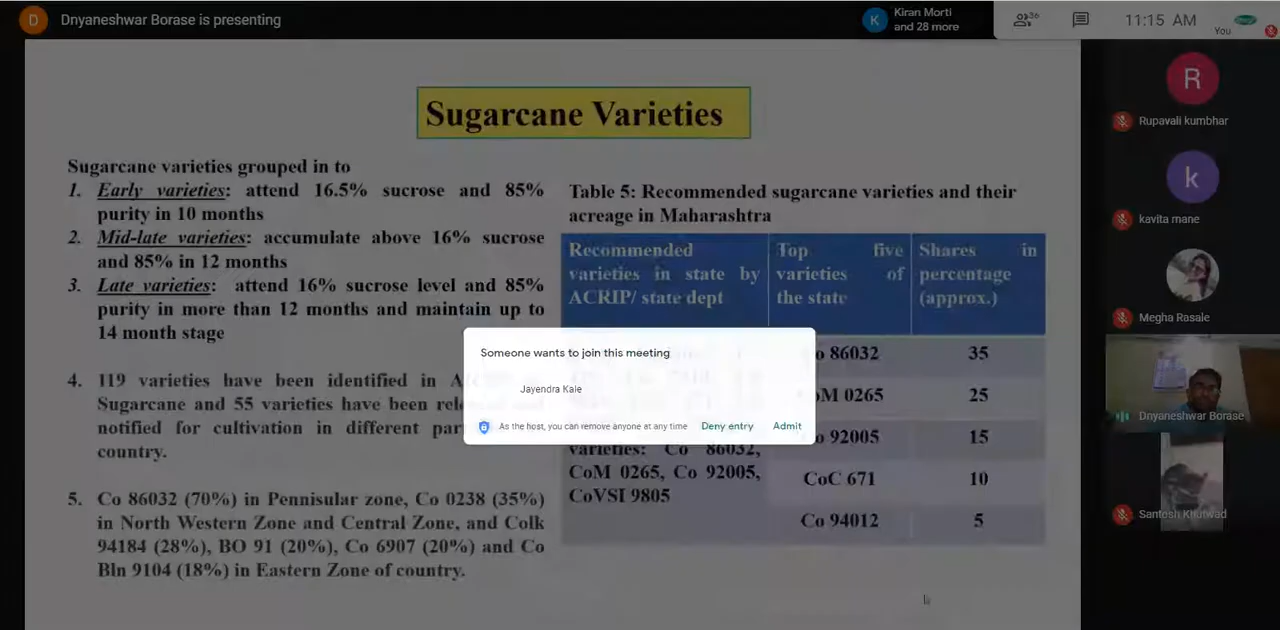 D Dnyaneshwar Borase is presenting
K Kiran Morti
and 28 more
36
11:15 AM
You
Sugarcane Varieties
Sugarcane varieties grouped in to
1. Early varieties: attend 16.5% sucrose and 85%
purity in 10 months
2. Mid-late varieties: accumulate above 16% sucrose
and 85% in 12 months
3. Late varieties: attend 16% sucrose level and 85%
purity in more than 12 months and maintain up to
14 month stage
4. 119 varieties have been identified in
Sugarcane and 55 varieties have been
notified for cultivation in different
country.
5. Co 86032 (70%) in Pennisular zone, Co 0238 (35%)
in North Western Zone and Central Zone, and Colk
94184 (28%), BO 91 (20%), Co 6907 (20%) and Co
Bln 9104 (18%) in Eastern Zone of country.
Table 5: Recommended sugarcane varieties and their
acreage in Maharashtra
Recommended
varieties in state by
ACRIP/ state dept
Top five
varieties of
the state
Shares in
percentage
(approx.)
86032 35
0265 25
92005 15
CoC 671 10
Co 94012 5
varieties: Co 86032,
CoM 0265, Co 92005,
CoVSI 9805
Someone wants to join this meeting
Jayendra Kale
As the host, you can remove anyone at any time
Deny entry
Admit
R
Rupavali kumbhar
k
kavita mane
Megha Rasale
Dnyaneshwar Borase
Santosh Khutwad